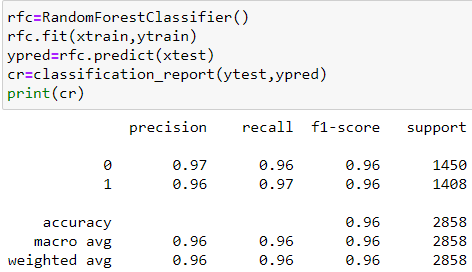 rfc=RandomForestClassifier()
rfc.fit(xtrain,ytrain)
ypred=rfc.predict(xtest)
cr=classification_report(ytest,ypred)
print(cr)
precision recall f1-score support
0 0.97 0.96 0.96 1450
1 0.96 0.97 0.96 1408
accuracy 0.96 2858
macro avg 0.96 0.96 0.96 2858
weighted avg 0.96 0.96 0.96 2858